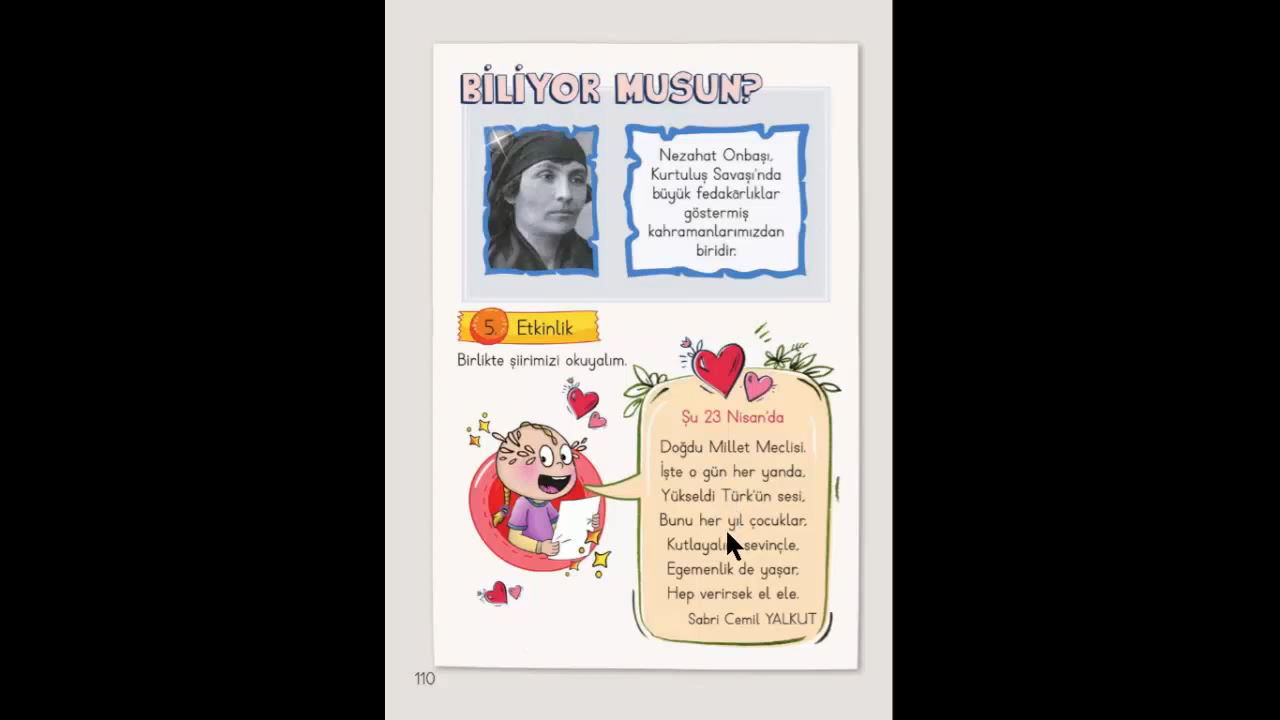 BİLİYOR MUSUN?
Nezahat Onbaşı,
Kurtuluş Savaşı'nda
büyük fedakârlıklar
göstermiş
kahramanlarımızdan
biridir.
5. Etkinlik
Birlikte şiirimizi okuyalım.
Şu 23 Nisan'da
Doğdu Millet Meclisi.
İşte o gün her yanda,
Yükseldi Türk'ün sesi,
Bunu her yıl çocuklar,
Kutlayalım sevinçle,
Egemenlik de yaşar,
Hep verirsek el ele.
Sabri Cemil YALKUT
110